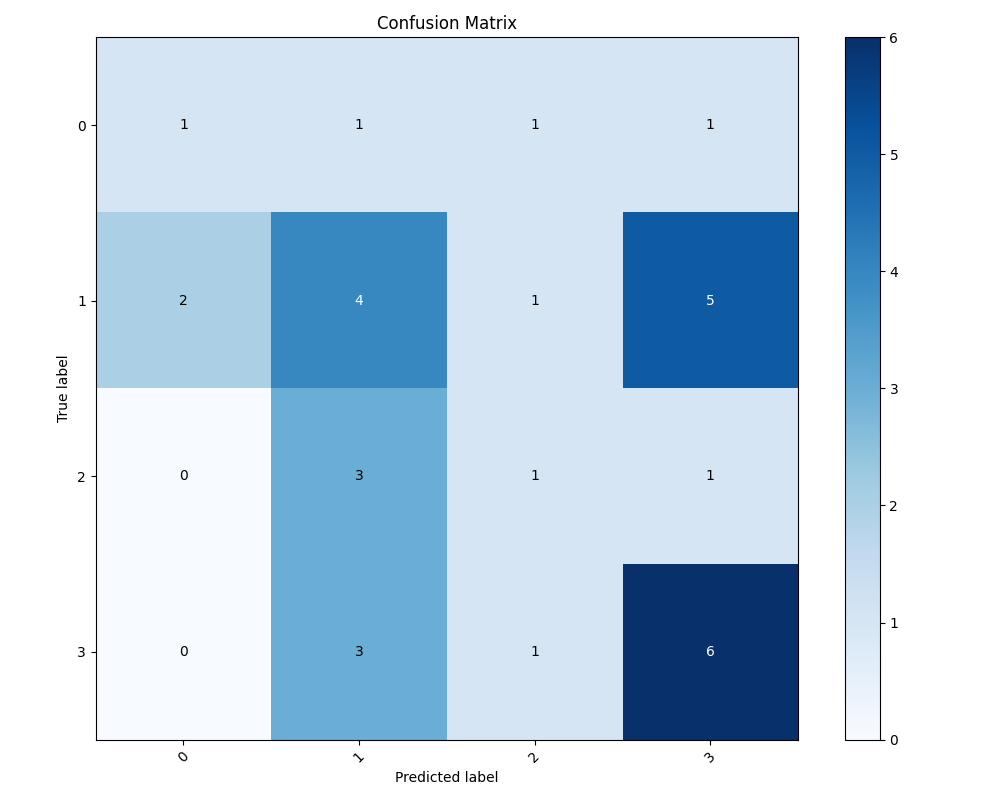 Confusion Matrix
0 1 1 1 1
1 2 4 1 5
2 0 3 1 1
3 0 3 1 6
0 1 2 3
True label
Predicted label
6
5
4
3
2
1
0